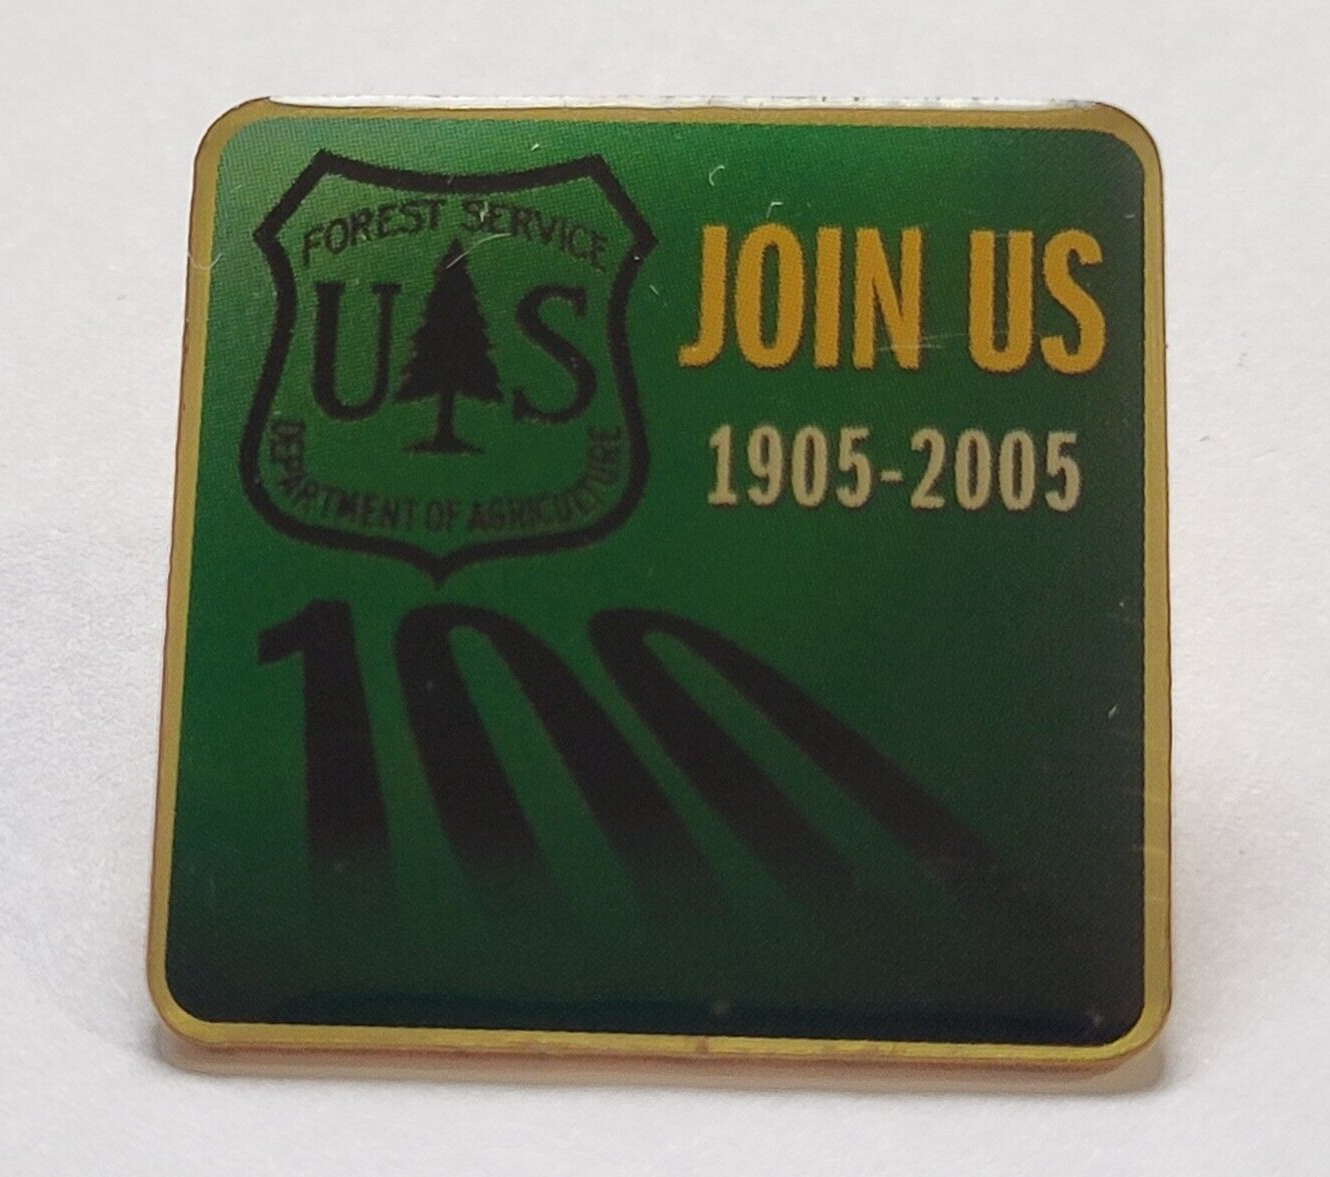 FOREST SERVICE
U S
DEPARTMENT OF AGRICULTURE
JOIN US
1905-2005
100